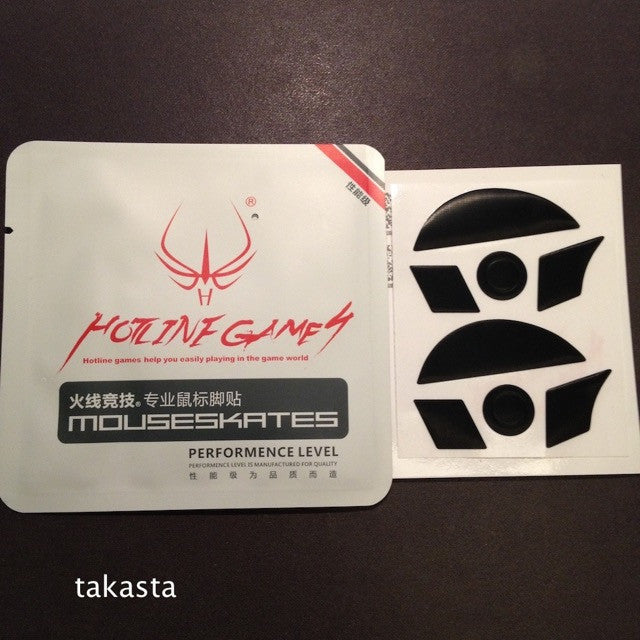 ®
性能级
HOTLINE GAMES
Hotline games help you easily playing in the game world
火线竞技® 专业鼠标脚贴
MOUSESKATES
PERFORMENCE LEVEL
PERFORMENCE LEVEL IS MANUFACTURED FOR QUALITY
性能级为品质而造
takasta